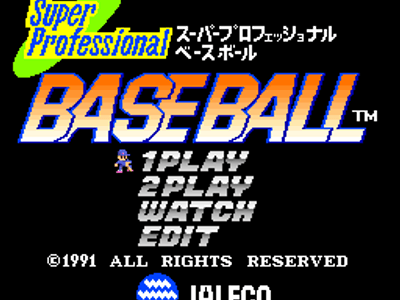 Super
Professional
スーパープロフェッショナル
ベースボール
BASEBALL™
1PLAY
2PLAY
WATCH
EDIT
©1991 ALL RIGHTS RESERVED
JALECO